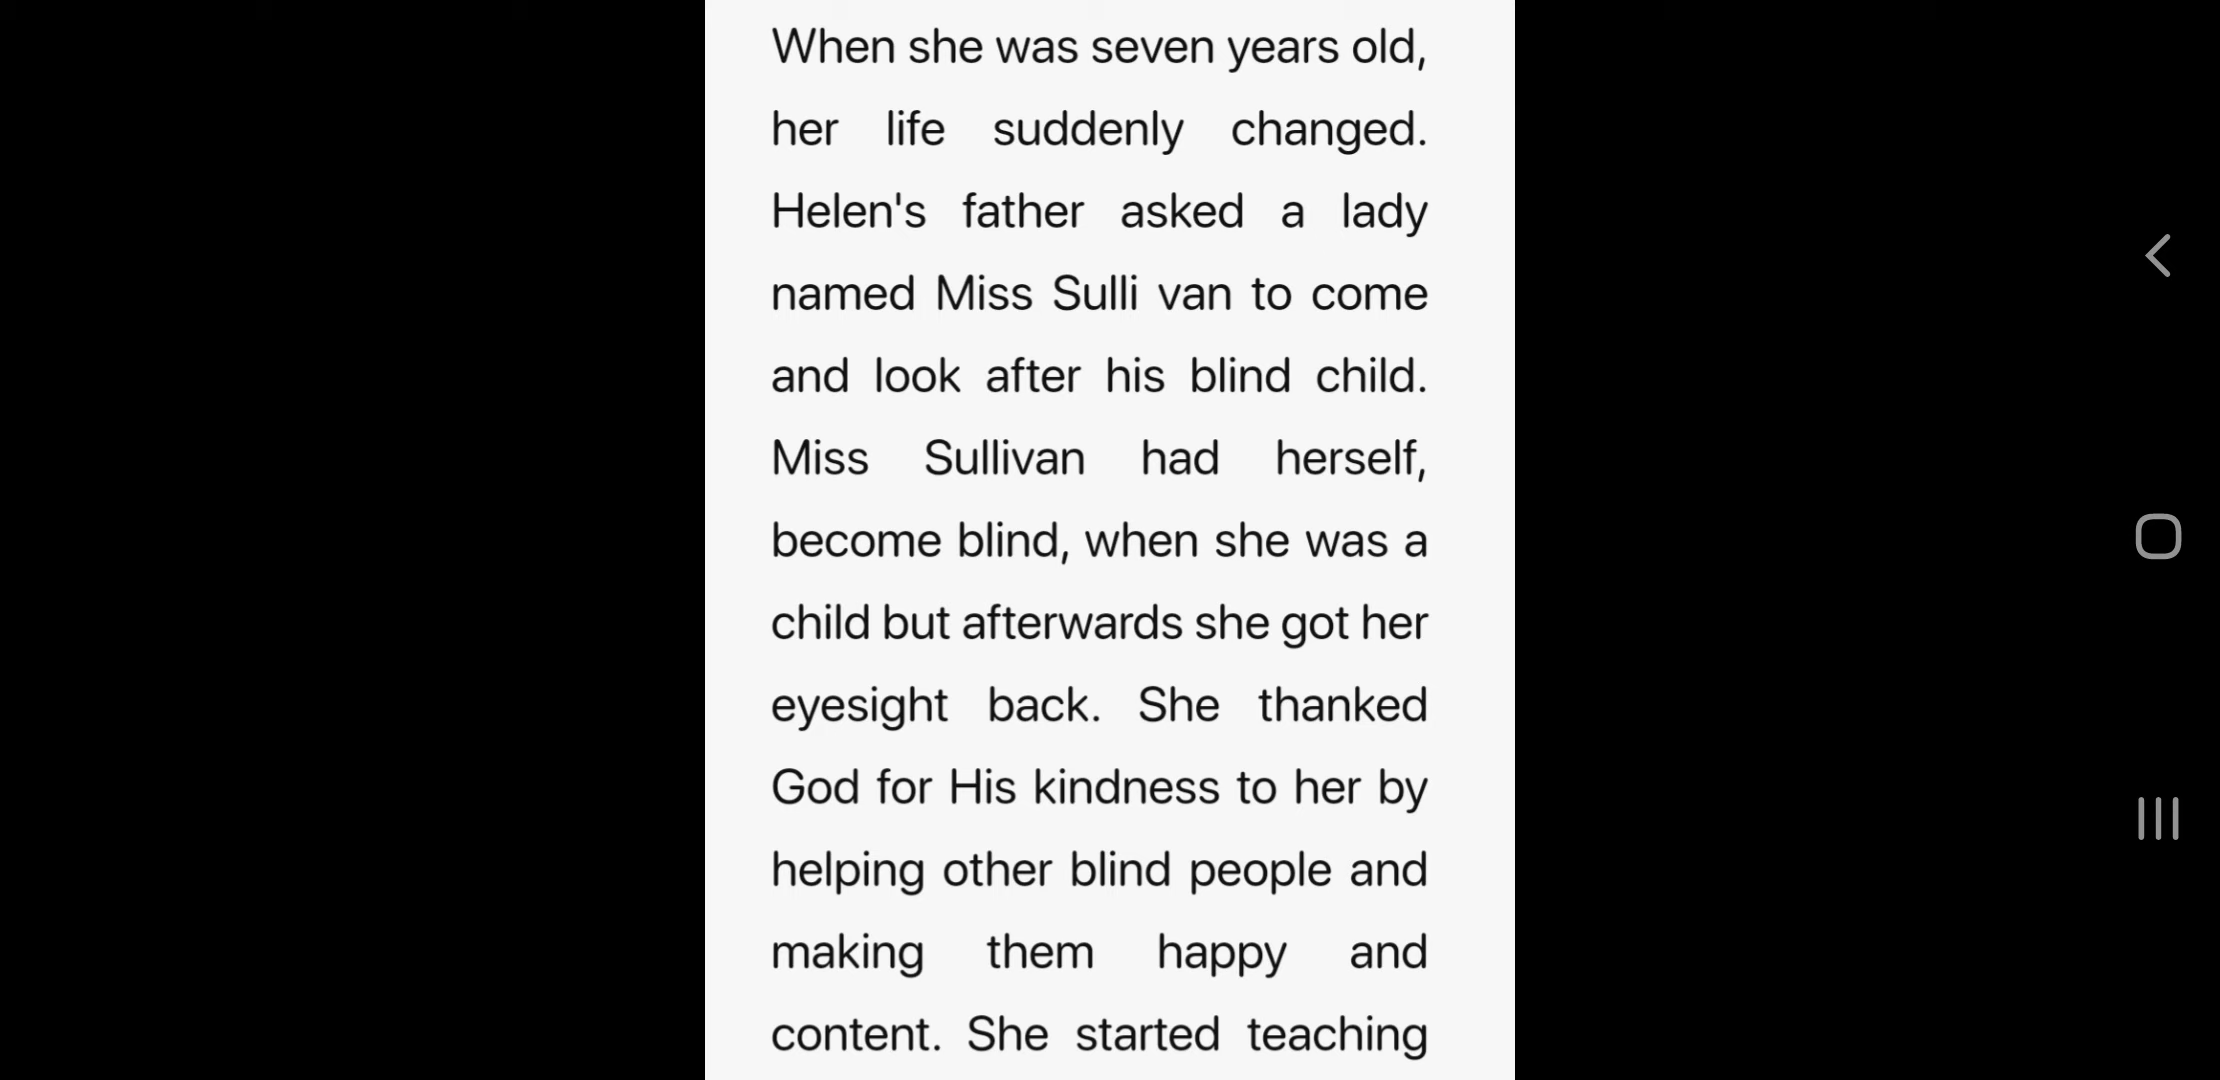 When she was seven years old,
her life suddenly changed.
Helen's father asked a lady
named Miss Sulli van to come
and look after his blind child.
Miss Sullivan had herself,
become blind, when she was a
child but afterwards she got her
eyesight back. She thanked
God for His kindness to her by
helping other blind people and
making them happy and
content. She started teaching